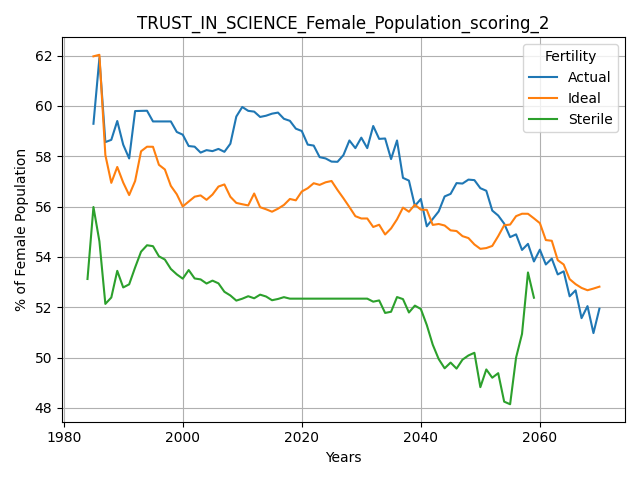 TRUST_IN_SCIENCE_Female_Population_scoring_2
Fertility
Actual
Ideal
Sterile
% of Female Population
62
60
58
56
54
52
50
48
1980
2000
2020
2040
2060
Years